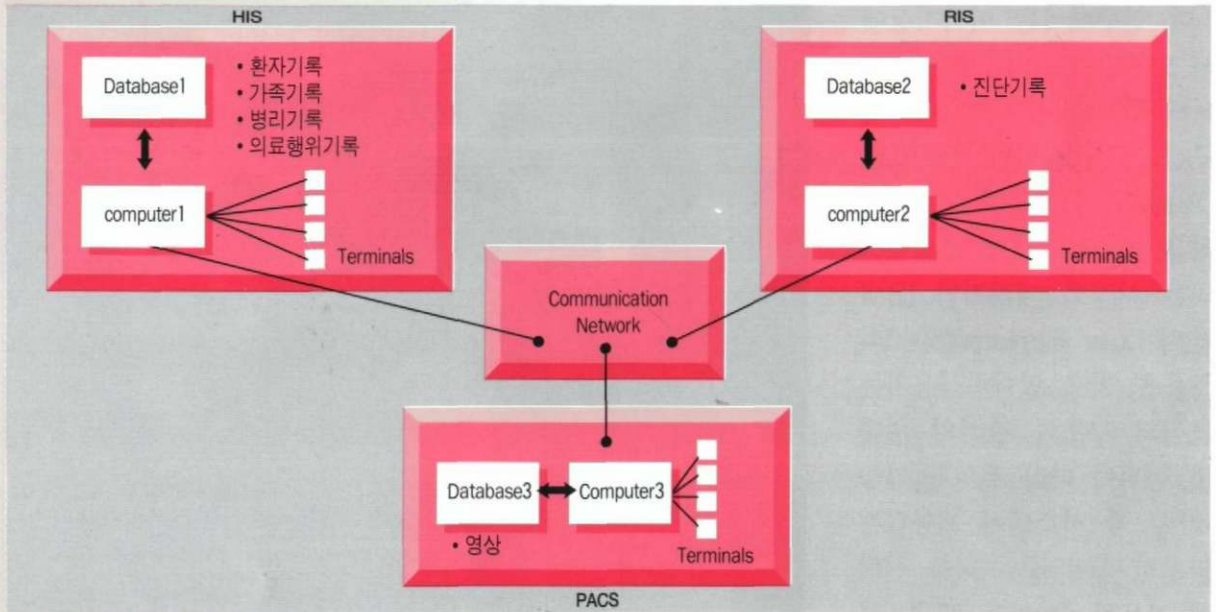 HIS
Database1
• 환자기록
• 가족기록
• 병리기록
• 의료행위기록
computer1
Terminals
RIS
Database2
• 진단기록
computer2
Terminals
Communication
Network
Database3
Computer3
• 영상
Terminals
PACS